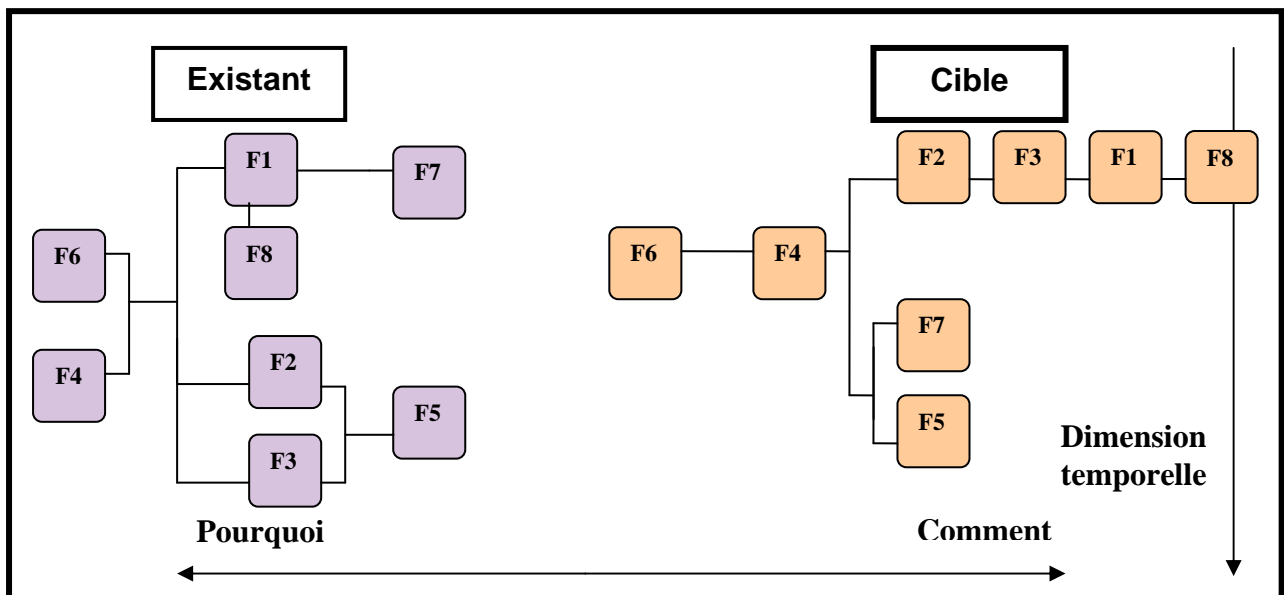 Existant
Cible
F1
F7
F2
F3
F1
F8
F6
F8
F6
F4
F4
F2
F7
F5
F5
F3
Dimension
temporelle
Pourquoi
Comment